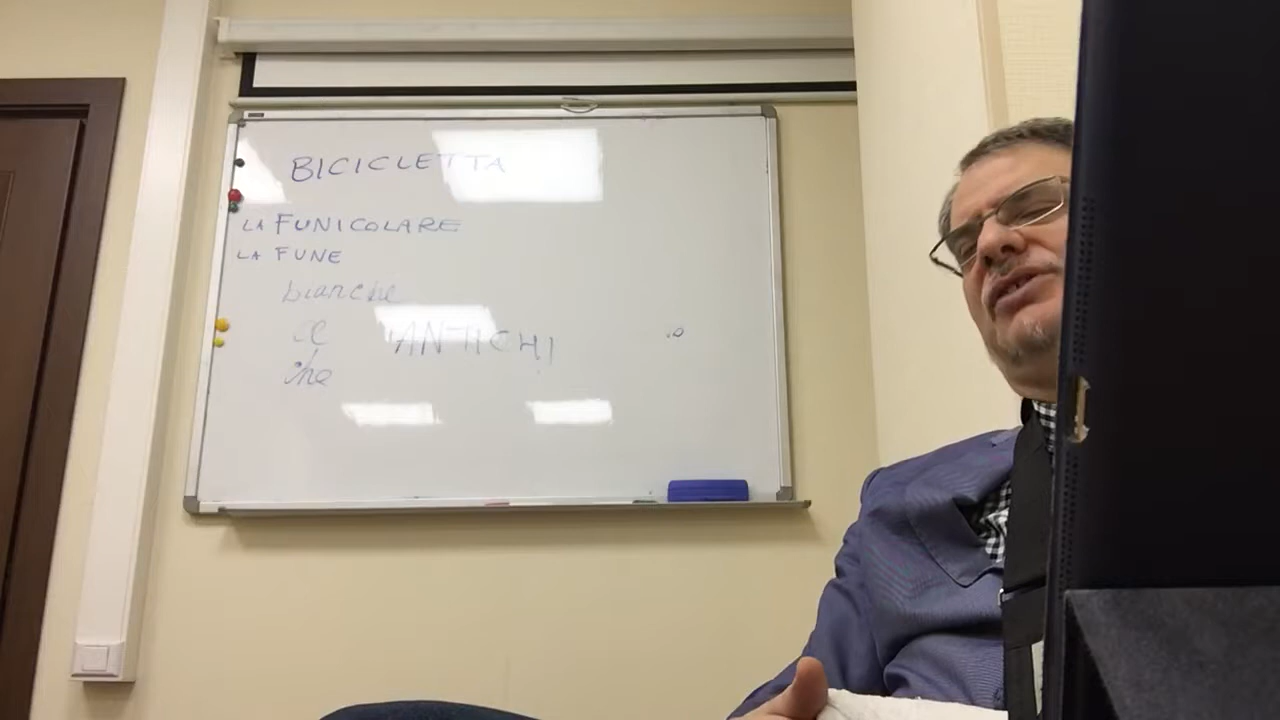 BICICLETTA
LA FUNICOLARE
LA FUNE
bianche
ANTICHI
che